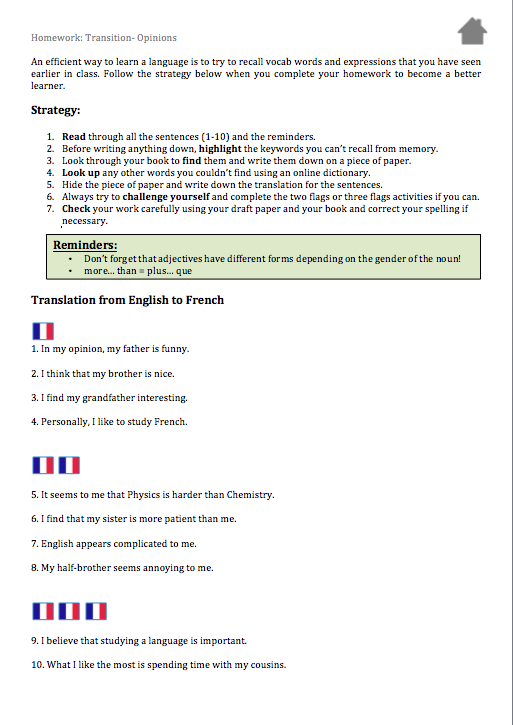 Homework: Transition- Opinions
An efficient way to learn a language is to try to recall vocab words and expressions that you have seen
earlier in class. Follow the strategy below when you complete your homework to become a better
learner.
Strategy:
1. Read through all the sentences (1-10) and the reminders.
2. Before writing anything down, highlight the keywords you can't recall from memory.
3. Look through your book to find them and write them down on a piece of paper.
4. Look up any other words you couldn't find using an online dictionary.
5. Hide the piece of paper and write down the translation for the sentences.
6. Always try to challenge yourself and complete the two flags or three flags activities if you can.
7. Check your work carefully using your draft paper and your book and correct your spelling if
necessary.
Reminders:
• Don't forget that adjectives have different forms depending on the gender of the noun!
• more... than = plus... que
Translation from English to French
1. In my opinion, my father is funny.
2. I think that my brother is nice.
3. I find my grandfather interesting.
4. Personally, I like to study French.
5. It seems to me that Physics is harder than Chemistry.
6. I find that my sister is more patient than me.
7. English appears complicated to me.
8. My half-brother seems annoying to me.
9. I believe that studying a language is important.
10. What I like the most is spending time with my cousins.